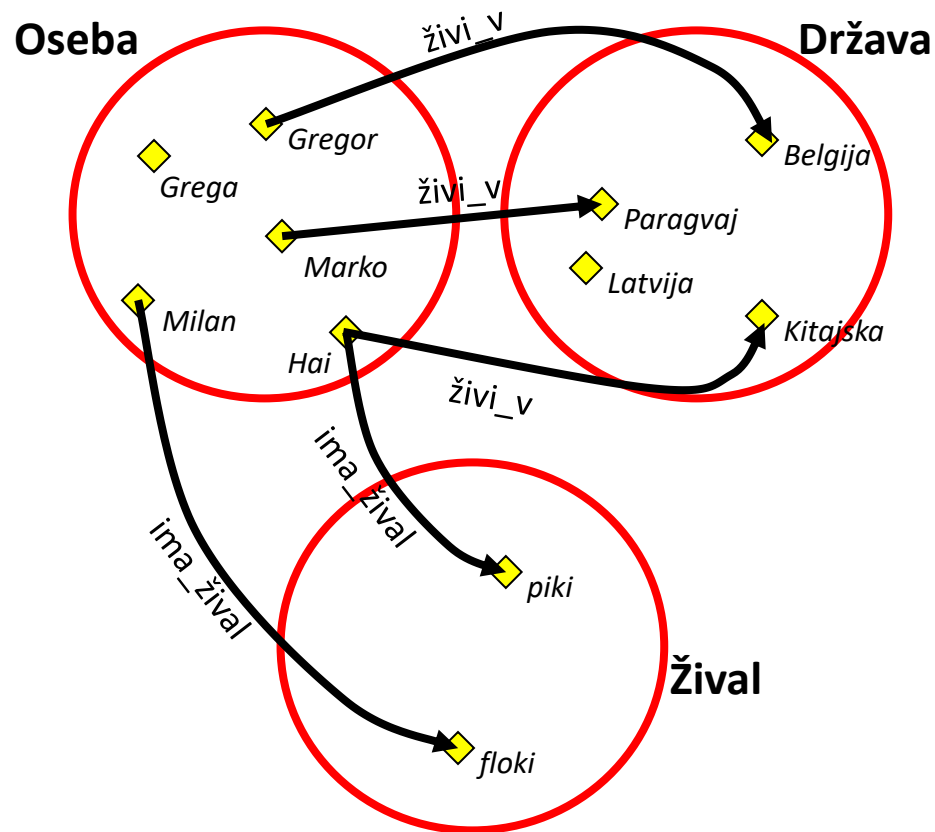 Oseba
Država
živi_v
Gregor
Grega
Belgija
živi_v
Paragvaj
Marko
Latvija
Milan
Kitajska
Hai
živi_v
ima_žival
ima_žival
piki
Žival
floki